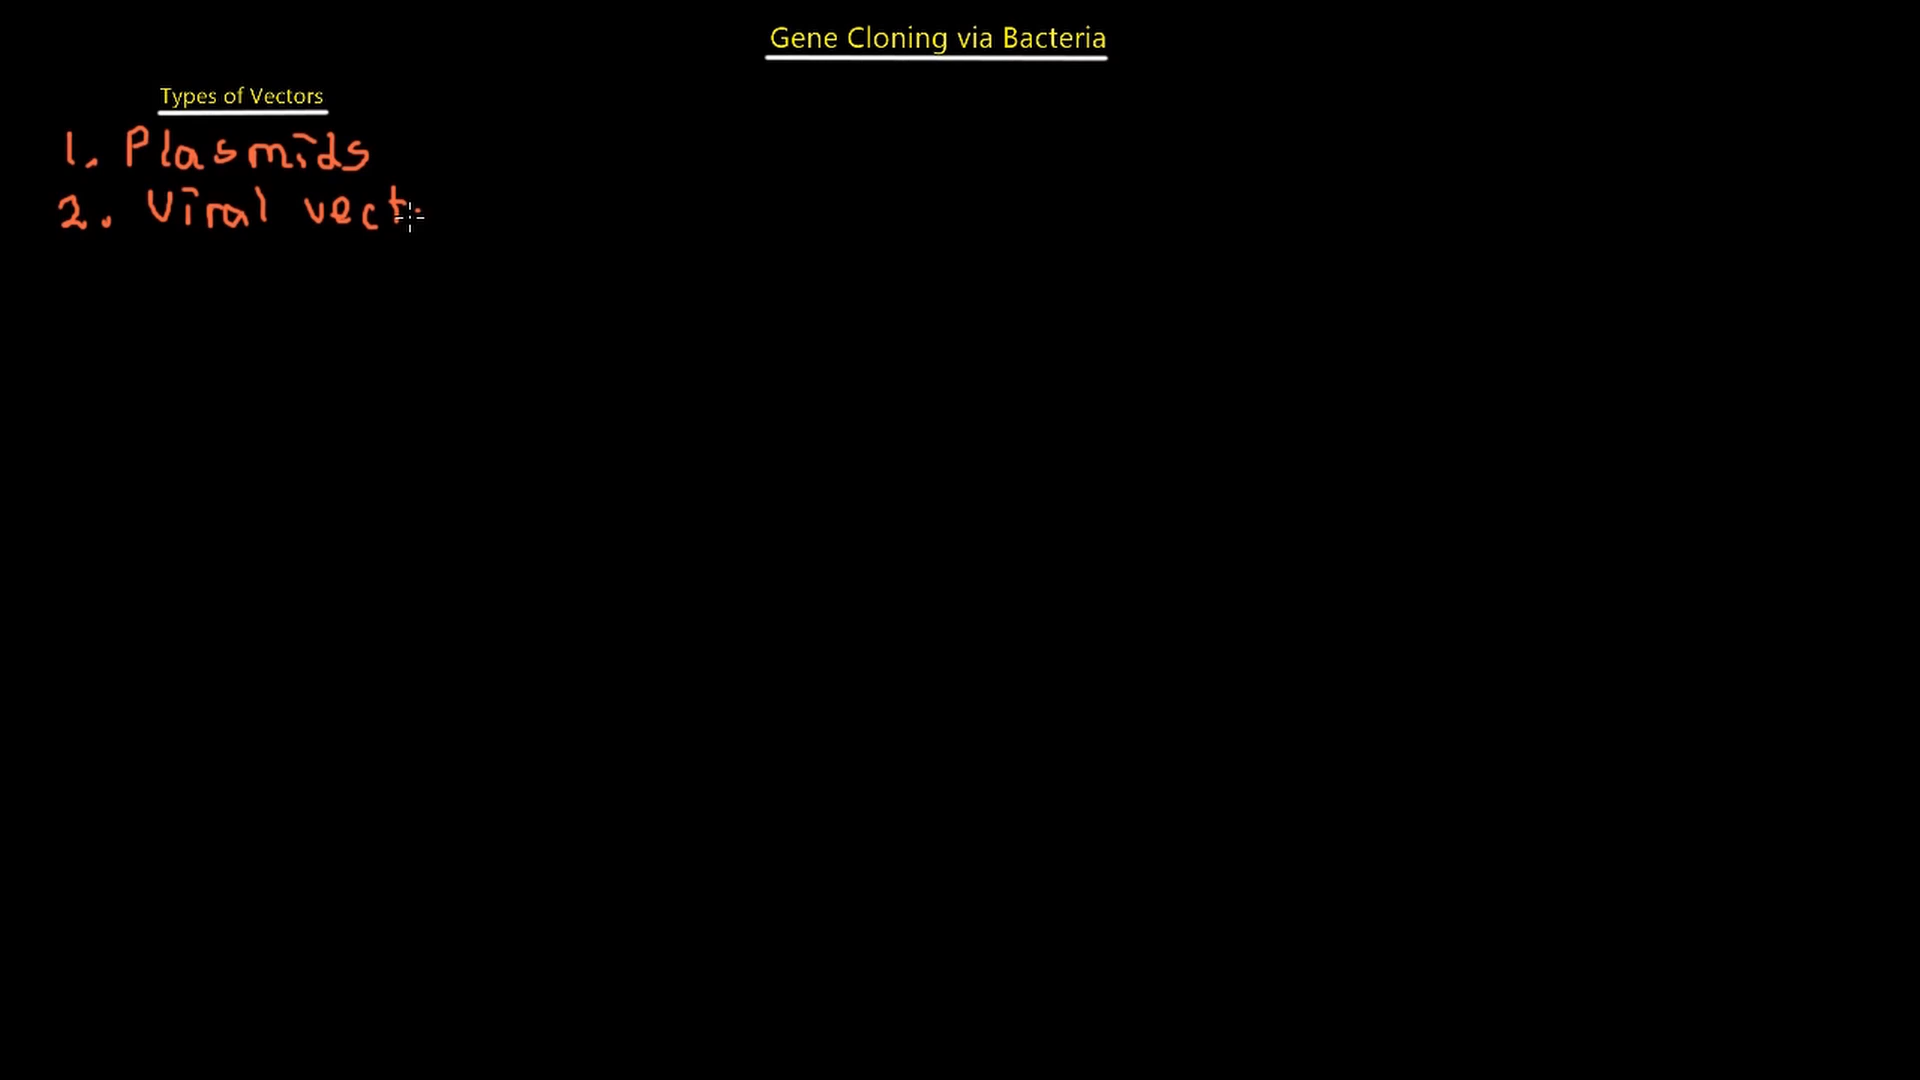 Gene Cloning via Bacteria
Types of Vectors
1. Plasmids
2. Viral vect